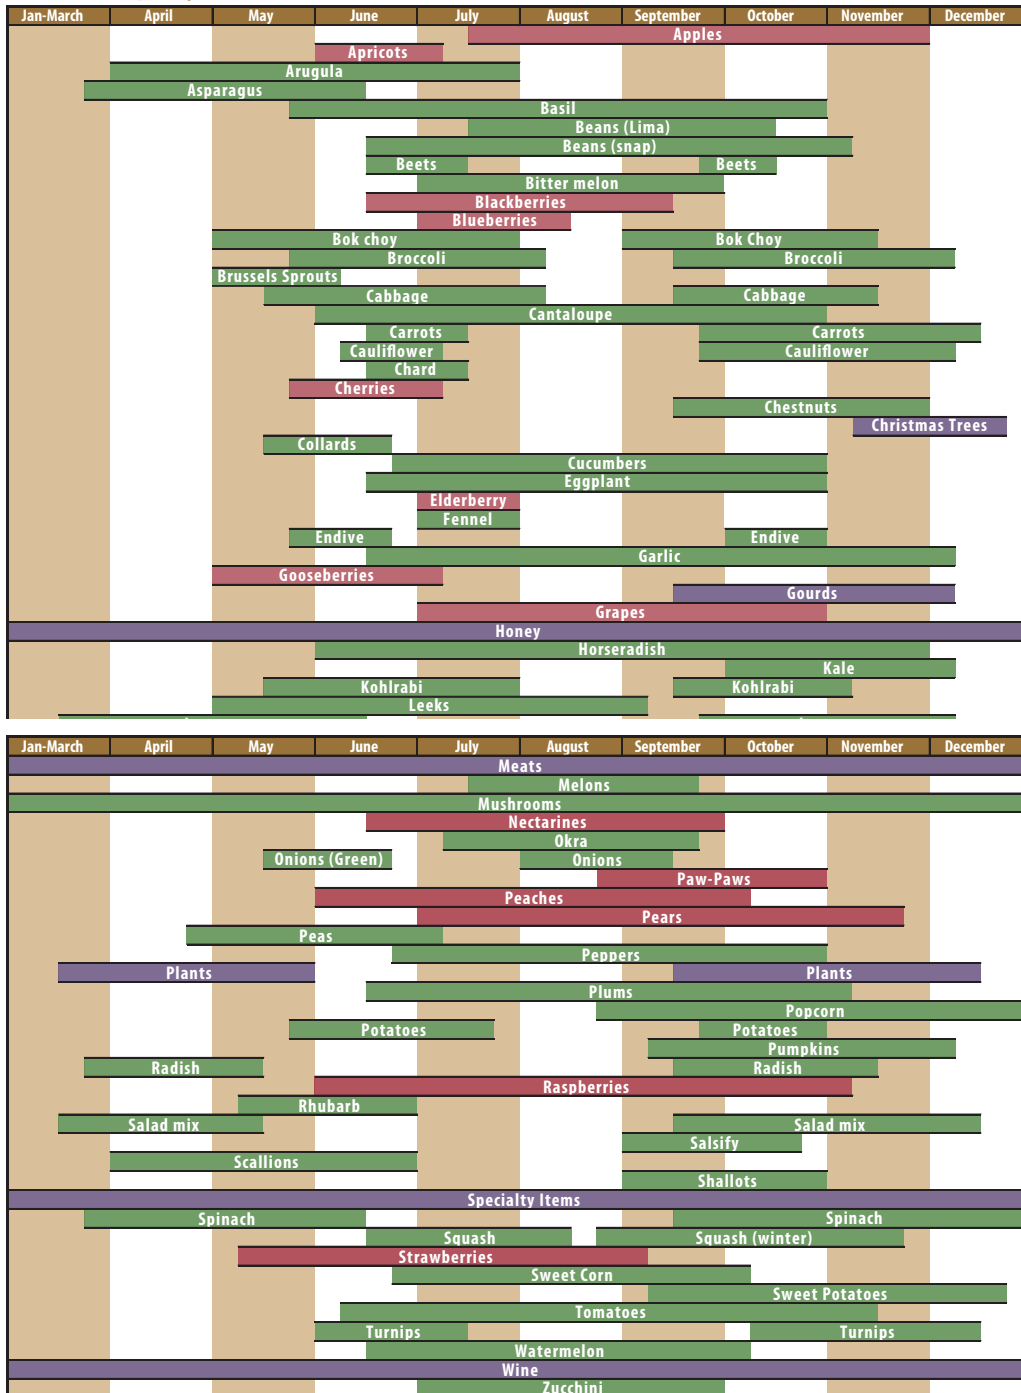 Jan-March April May June July August September October November December
Apples
Apricots
Arugula
Asparagus
Basil
Beans (Lima)
Beans (snap)
Beets Beets
Bitter melon
Blackberries
Blueberries
Bok choy Bok Choy
Broccoli Broccoli
Brussels Sprouts
Cabbage Cabbage
Cantaloupe
Carrots Carrots
Cauliflower Cauliflower
Chard
Cherries
Chestnuts
Christmas Trees
Collards
Cucumbers
Eggplant
Elderberry
Fennel
Endive Endive
Garlic
Gooseberries
Gourds
Grapes
Honey
Horseradish
Kale
Kohlrabi Kohlrabi
Leeks
Jan-March April May June July August September October November December
Meats
Melons
Mushrooms
Nectarines
Okra
Onions (Green) Onions
Paw-Paws
Peaches
Pears
Peas
Peppers
Plants Plants
Plums
Popcorn
Potatoes Potatoes
Pumpkins
Radish Radish
Raspberries
Rhubarb
Salad mix Salad mix
Salsify
Scallions
Shallots
Specialty Items
Spinach Spinach
Squash Squash (winter)
Strawberries
Sweet Corn
Sweet Potatoes
Tomatoes
Turnips Turnips
Watermelon
Wine
Zucchini